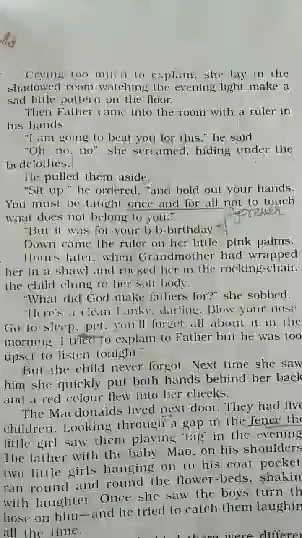 Crying too much to explain, she lay in the
shadowed room watching the evening light make a
sad little pattern on the floor.
Then Father came into the room with a ruler in
his hands.
"I am going to beat you for this," he said
"Oh, no, no" she screamed, hiding under the
bedclothes.
He pulled them aside.
"Sit up," he ordered, "and hold out your hands.
You must be taught once and for all not to touch
what does not belong to you."
forever
"But it was for your b-b-birthday"
Down came the ruler on her little, pink palms.
Hours later, when Grandmother had wrapped
her in a shawl and rocked her in the rocking-chair,
the child clung to her soft body.
"What did God make fathers for?" she sobbed.
"Here's a clean hanky, darling. Blow your nose
Go to sleep, pet, you'll forget all about it in the
morning. I tried to explain to Father but he was too
upset to listen tonight."
But the child never forgot. Next time she saw
him she quickly put both hands behind her back
and a red colour flew into her cheeks.
The Macdonalds lived next door. They had five
children. Looking through a gap in the fence the
little girl saw them playing 'tag' in the evening
The father with the baby, Mao, on his shoulders
two little girls hanging on to his coat pocket
ran round and round the flower-beds, shakin
with laughter. Once she saw the boys turn th
hose on him—and he tried to catch them laughin
all the time.
there were differen